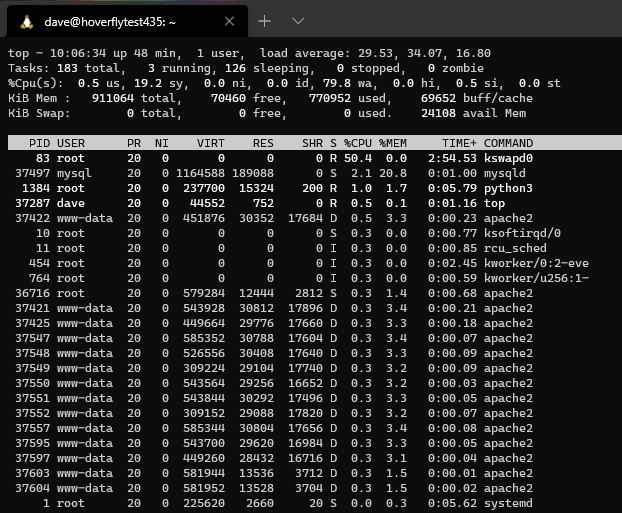 dave@hoverflytest435: ~
top - 10:06:34 up 48 min,  1 user,  load average: 29.53, 34.07, 16.80
Tasks: 183 total,   3 running, 126 sleeping,   0 stopped,   0 zombie
%Cpu(s):  0.5 us, 19.2 sy,  0.0 ni,  0.0 id, 79.8 wa,  0.0 hi,  0.5 si,  0.0 st
KiB Mem :   911064 total,    70460 free,   770952 used,    69652 buff/cache
KiB Swap:        0 total,        0 free,        0 used.    24108 avail Mem
PID USER      PR  NI    VIRT    RES    SHR S %CPU %MEM     TIME+ COMMAND
83 root      20   0       0      0      0 R 50.4  0.0   2:54.53 kswapd0
37497 mysql     20   0 1164588 189088      0 S  2.1 20.8   0:01.00 mysqld
1384 root      20   0  237700  15324    200 R  1.0  1.7   0:05.79 python3
37287 dave      20   0   44552    752      0 R  0.5  0.1   0:01.16 top
37422 www-data  20   0  451876  30352  17684 D  0.5  3.3   0:00.23 apache2
10 root      20   0       0      0      0 S  0.3  0.0   0:00.77 ksoftirqd/0
11 root      20   0       0      0      0 I  0.3  0.0   0:00.85 rcu_sched
454 root      20   0       0      0      0 I  0.3  0.0   0:02.45 kworker/0:2-eve
764 root      20   0       0      0      0 I  0.3  0.0   0:00.59 kworker/u256:1-
36716 root      20   0  579284  12444   2812 S  0.3  1.4   0:00.68 apache2
37421 www-data  20   0  543928  30812  17896 D  0.3  3.4   0:00.21 apache2
37425 www-data  20   0  449664  29776  17660 D  0.3  3.3   0:00.18 apache2
37547 www-data  20   0  585352  30788  17604 D  0.3  3.4   0:00.07 apache2
37548 www-data  20   0  526556  30408  17640 D  0.3  3.3   0:00.09 apache2
37549 www-data  20   0  309224  29104  17740 D  0.3  3.2   0:00.09 apache2
37550 www-data  20   0  543564  29256  16652 D  0.3  3.2   0:00.03 apache2
37551 www-data  20   0  543844  30292  17496 D  0.3  3.3   0:00.05 apache2
37552 www-data  20   0  309152  29088  17820 D  0.3  3.2   0:00.07 apache2
37557 www-data  20   0  585344  30804  17656 D  0.3  3.4   0:00.08 apache2
37595 www-data  20   0  543700  29620  16984 D  0.3  3.3   0:00.05 apache2
37597 www-data  20   0  449260  28432  16716 D  0.3  3.1   0:00.04 apache2
37603 www-data  20   0  581944  13536   3712 D  0.3  1.5   0:00.01 apache2
37604 www-data  20   0  581952  13528   3704 D  0.3  1.5   0:00.02 apache2
1 root      20   0  225620   2660     20 S  0.0  0.3   0:05.62 systemd